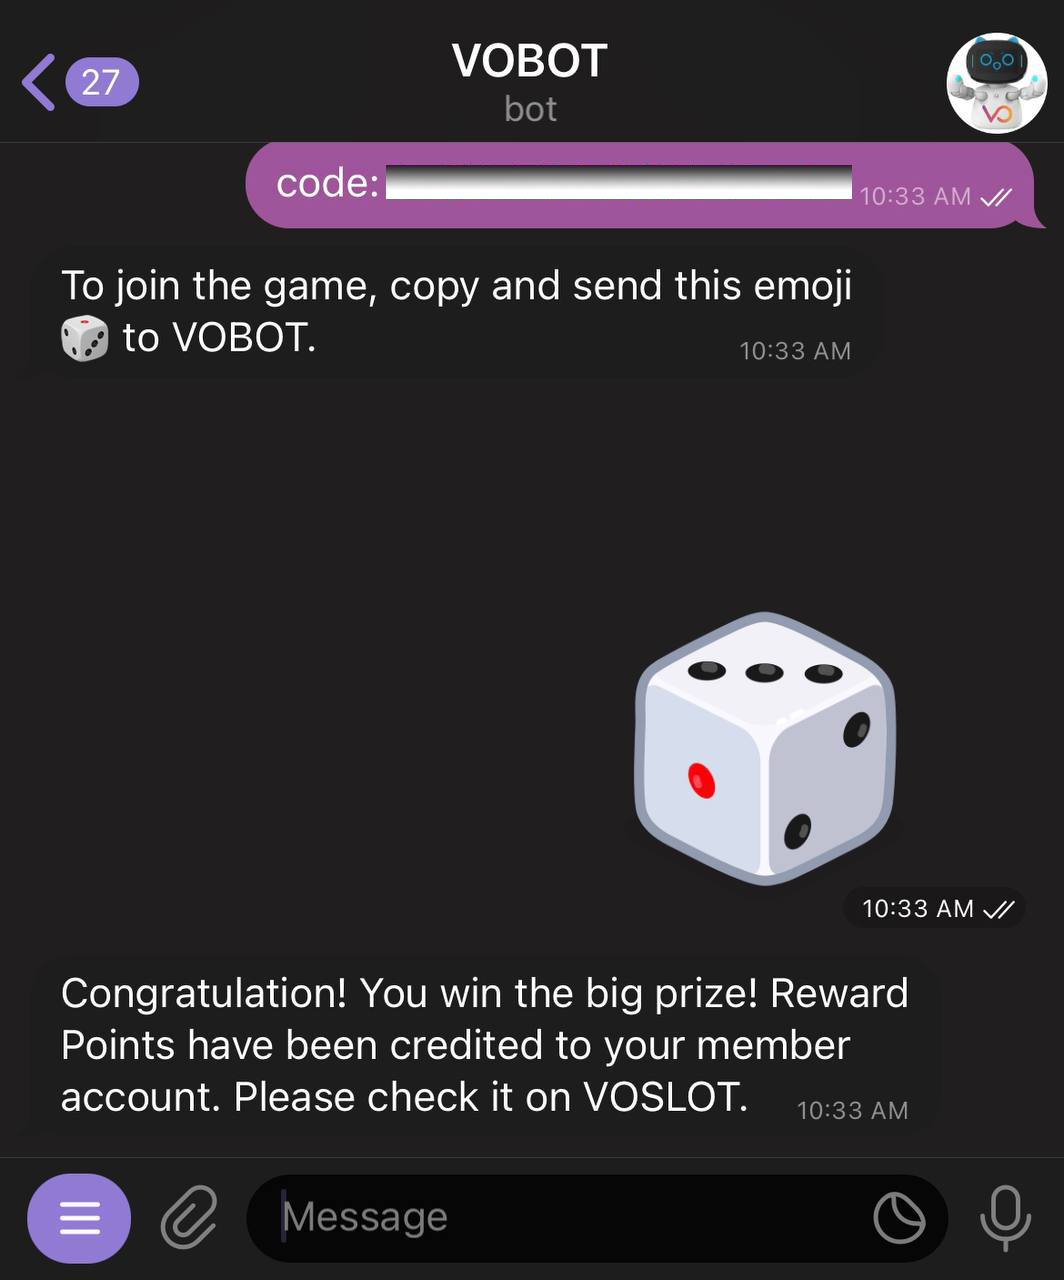 27
VOBOT
bot
code:
10:33 AM
To join the game, copy and send this emoji
🎲 to VOBOT.
10:33 AM
10:33 AM
Congratulation! You win the big prize! Reward
Points have been credited to your member
account. Please check it on VOSLOT.
10:33 AM
Message